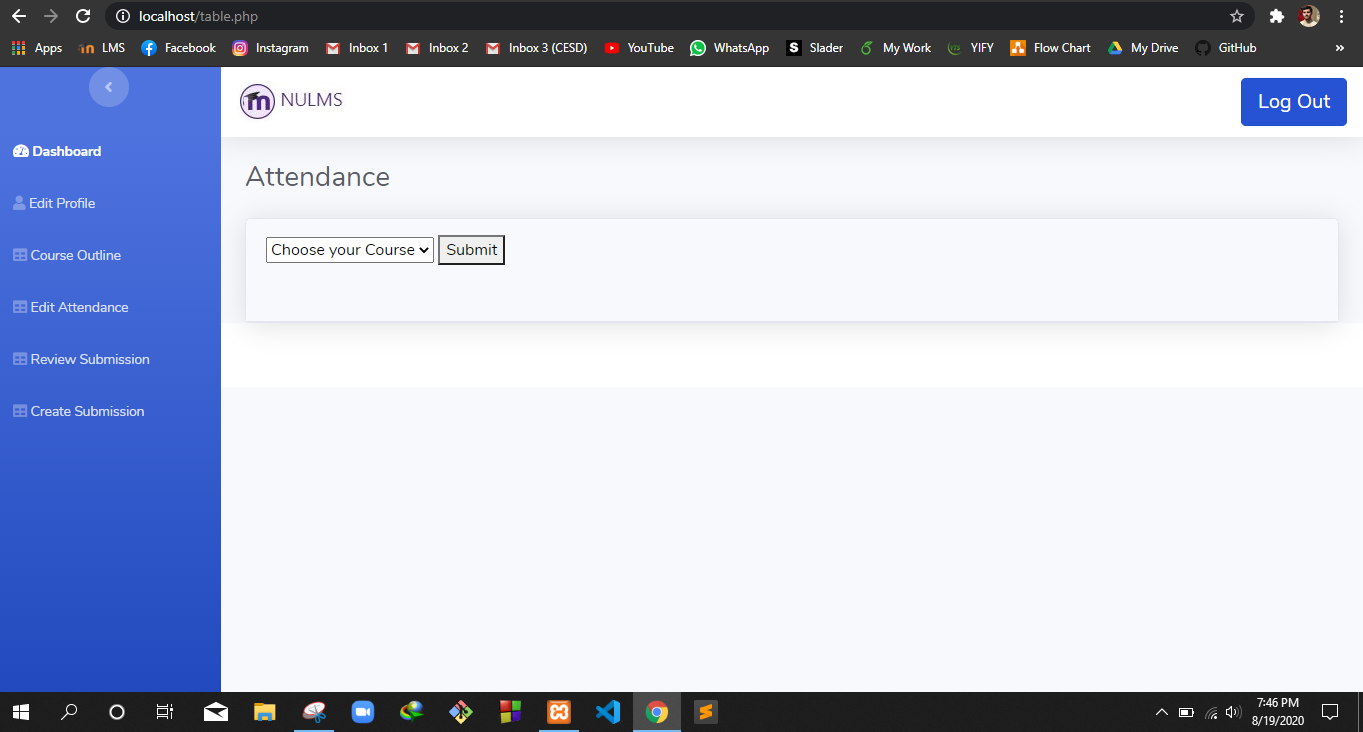 localhost/table.php
Apps LMS Facebook Instagram Inbox 1 Inbox 2 Inbox 3 (CESD) YouTube WhatsApp S Slader My Work YIFY Flow Chart My Drive GitHub »
NULMS
Log Out
Dashboard
Edit Profile
Course Outline
Edit Attendance
Review Submission
Create Submission
Attendance
Choose your Course Submit
7:46 PM
8/19/2020